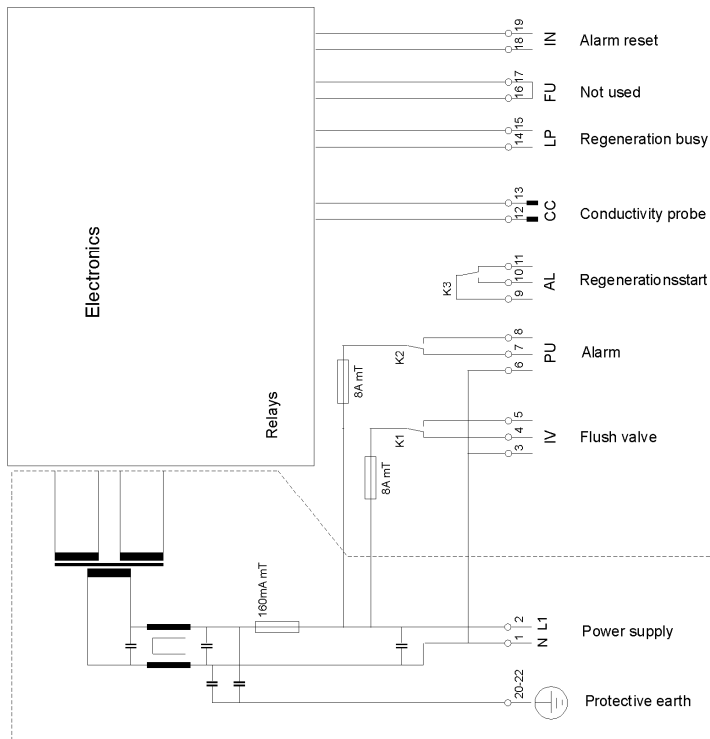 19
18
IN
Alarm reset
17
16
FU
Not used
15
14
LP
Regeneration busy
13
12
CC
Conductivity probe
Electronics
11
10
9
AL
K3
Regenerationsstart
8
7
6
PU
K2
Alarm
8A mT
Relays
5
4
3
IV
K1
Flush valve
8A mT
160mA mT
2
1
L1
N
Power supply
20-22
Protective earth